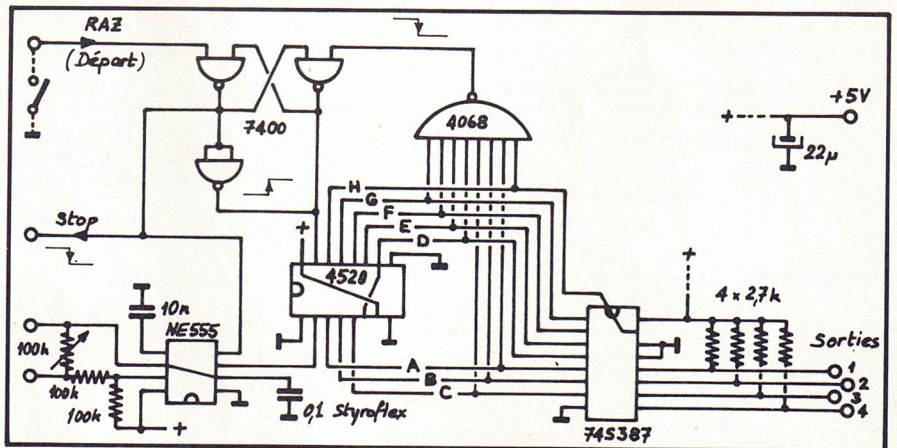 RAZ
(Départ)
7400
4068
+5V
+
22µ
H
G
F
E
D
+
Stop
4520
10n
NE555
100k
100k
100k
+
0,1 Styroflex
A
B
C
+
4 x 2,7k
Sorties
1
2
3
4
74S387